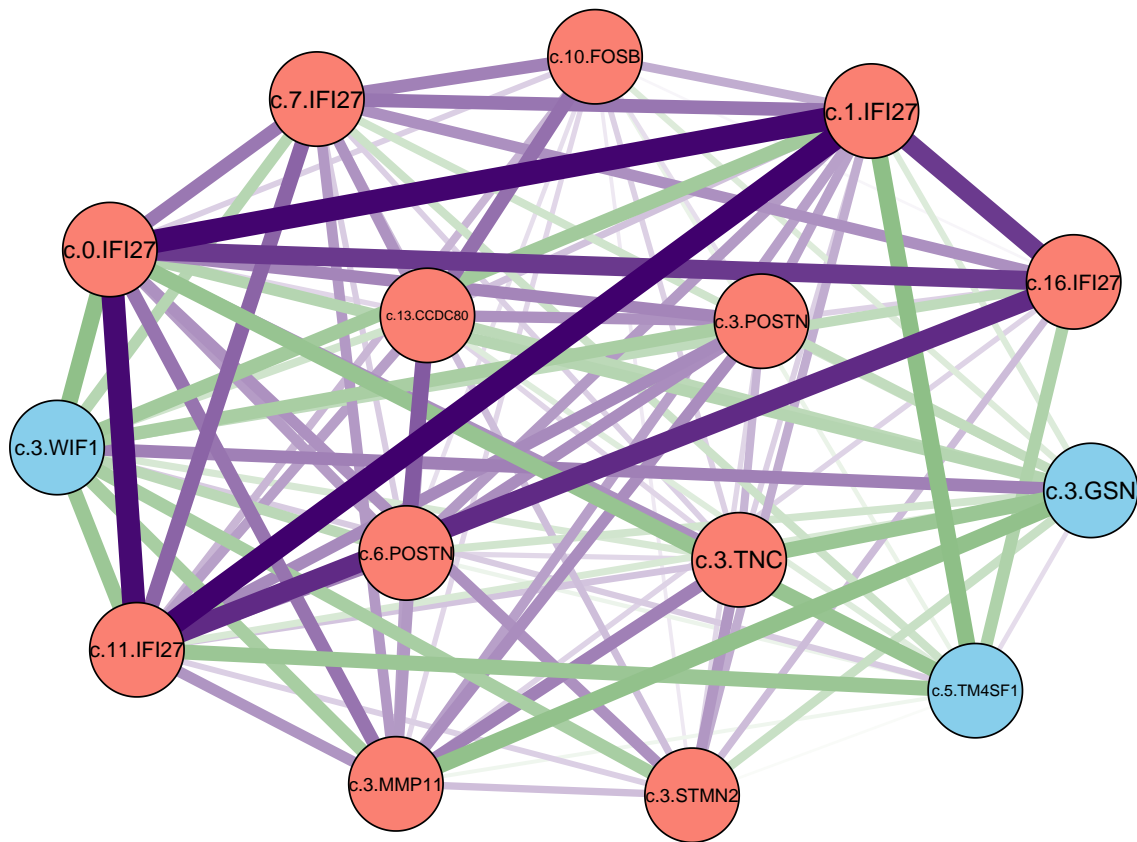 c.10.FOSB
c.7.IFI27
c.1.IFI27
c.0.IFI27
c.16.IFI27
c.13.CCDC80
c.3.POSTN
c.3.WIF1
c.3.GSN
c.6.POSTN
c.3.TNC
c.11.IFI27
c.5.TM4SF1
c.3.MMP11
c.3.STMN2